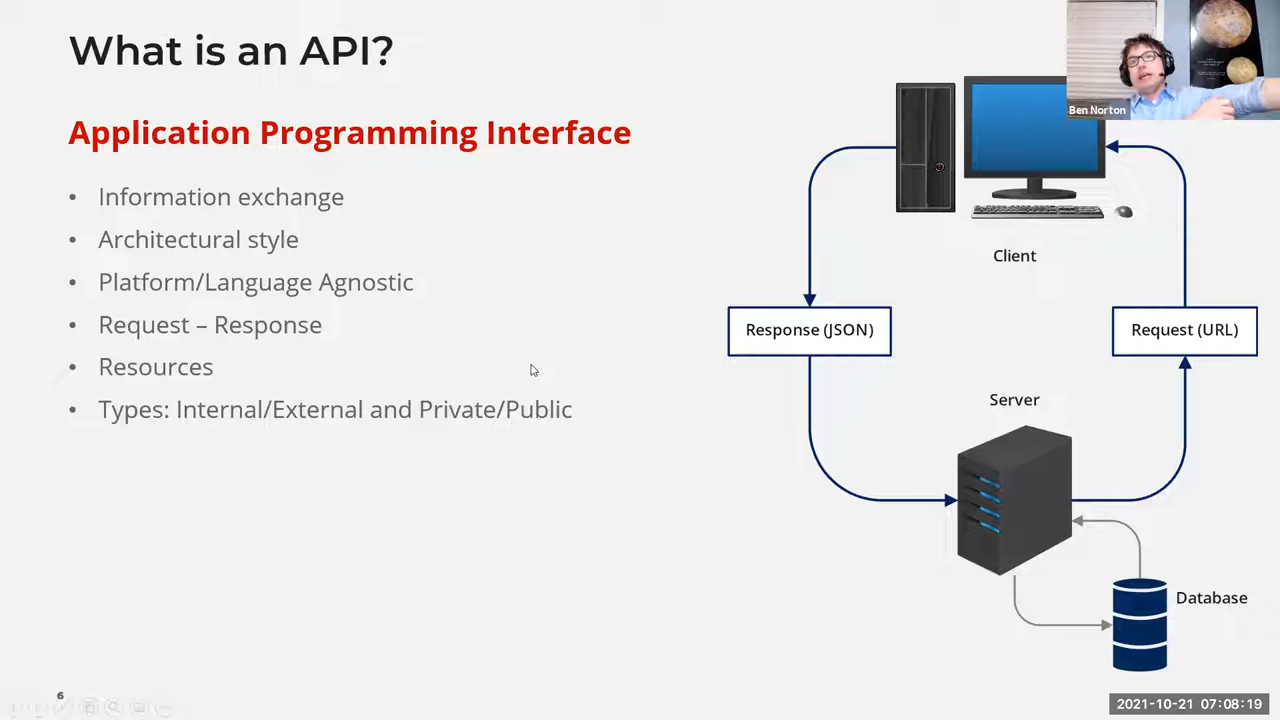 What is an API?
Application Programming Interface
• Information exchange
• Architectural style
• Platform/Language Agnostic
• Request – Response
• Resources
• Types: Internal/External and Private/Public
Ben Norton
Client
Response (JSON)
Request (URL)
Server
Database
6
2021-10-21 07:08:19